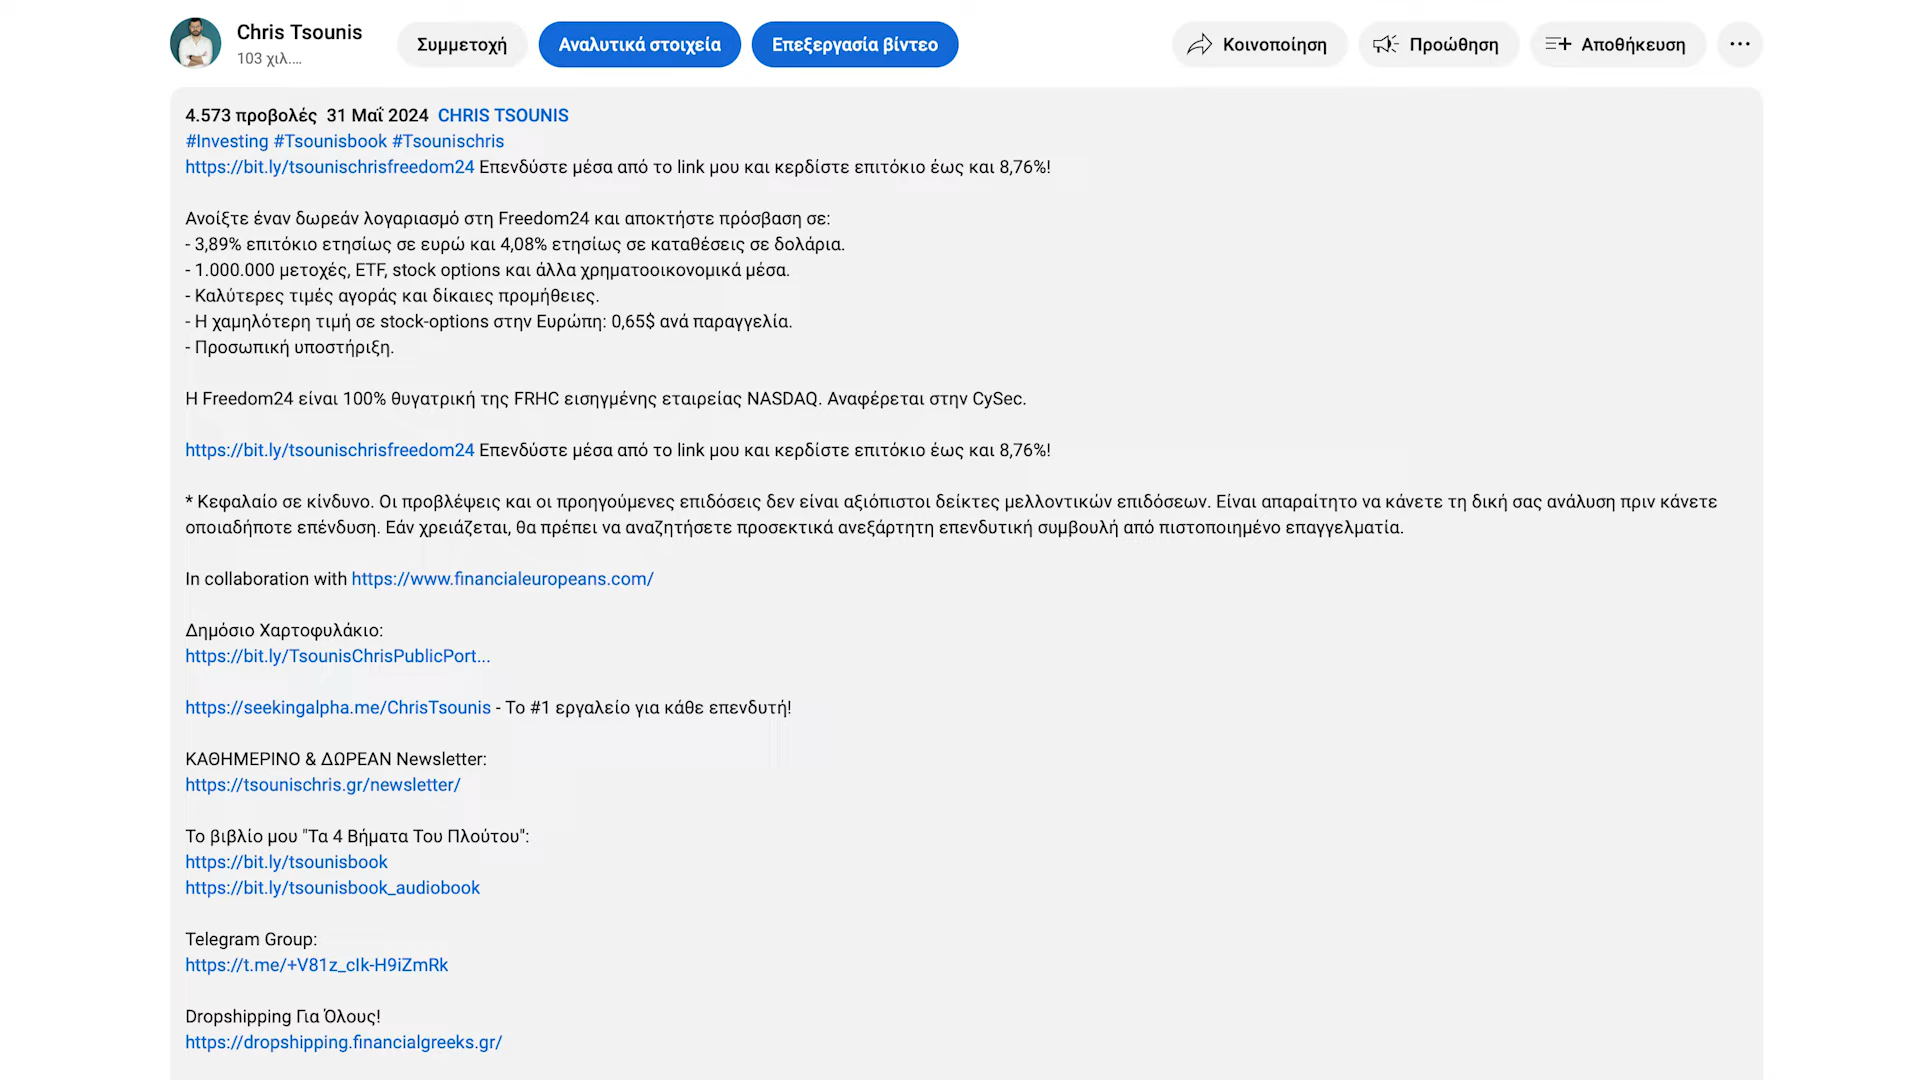 Chris Tsounis
103 χιλ....
Συμμετοχή
Αναλυτικά στοιχεία
Επεξεργασία βίντεο
Κοινοποίηση
Προώθηση
Αποθήκευση
4.573 προβολές 31 Μαΐ 2024 CHRIS TSOUNIS
#Investing #Tsounisbook #Tsounischris
https://bit.ly/tsounischrisfreedom24 Επενδύστε μέσα από το link μου και κερδίστε επιτόκιο έως και 8,76%!
Ανοίξτε έναν δωρεάν λογαριασμό στη Freedom24 και αποκτήστε πρόσβαση σε:
- 3,89% επιτόκιο ετησίως σε ευρώ και 4,08% ετησίως σε καταθέσεις σε δολάρια.
- 1.000.000 μετοχές, ETF, stock options και άλλα χρηματοοικονομικά μέσα.
- Καλύτερες τιμές αγοράς και δίκαιες προμήθειες.
- Η χαμηλότερη τιμή σε stock-options στην Ευρώπη: 0,65$ ανά παραγγελία.
- Προσωπική υποστήριξη.
Η Freedom24 είναι 100% θυγατρική της FRHC εισηγμένης εταιρείας NASDAQ. Αναφέρεται στην CySec.
https://bit.ly/tsounischrisfreedom24 Επενδύστε μέσα από το link μου και κερδίστε επιτόκιο έως και 8,76%!
* Κεφαλαίο σε κίνδυνο. Οι προβλέψεις και οι προηγούμενες επιδόσεις δεν είναι αξιόπιστοι δείκτες μελλοντικών επιδόσεων. Είναι απαραίτητο να κάνετε τη δική σας ανάλυση πριν κάνετε
οποιαδήποτε επένδυση. Εάν χρειάζεται, θα πρέπει να αναζητήσετε προσεκτικά ανεξάρτητη επενδυτική συμβουλή από πιστοποιημένο επαγγελματία.
In collaboration with https://www.financialeuropeans.com/
Δημόσιο Χαρτοφυλάκιο:
https://bit.ly/TsounisChrisPublicPort...
https://seekingalpha.me/ChrisTsounis - Το #1 εργαλείο για κάθε επενδυτή!
ΚΑΘΗΜΕΡΙΝΟ & ΔΩΡΕΑΝ Newsletter:
https://tsounischris.gr/newsletter/
Το βιβλίο μου "Τα 4 Βήματα Του Πλούτου":
https://bit.ly/tsounisbook
https://bit.ly/tsounisbook_audiobook
Telegram Group:
https://t.me/+V81z_cIk-H9iZmRk
Dropshipping Για Όλους!
https://dropshipping.financialgreeks.gr/